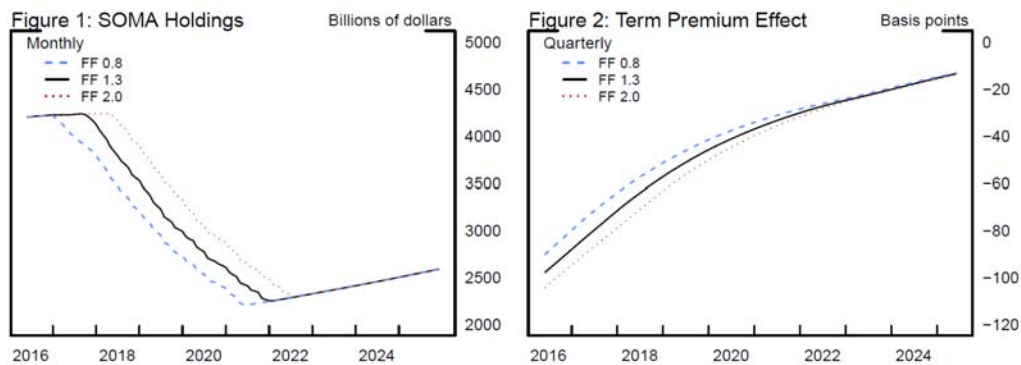 Figure 1: SOMA Holdings
Billions of dollars
Monthly
FF 0.8
FF 1.3
FF 2.0
5000
4500
4000
3500
3000
2500
2000
2016 2018 2020 2022 2024
Figure 2: Term Premium Effect
Basis points
Quarterly
FF 0.8
FF 1.3
FF 2.0
0
−20
−40
−60
−80
−100
−120
2016 2018 2020 2022 2024